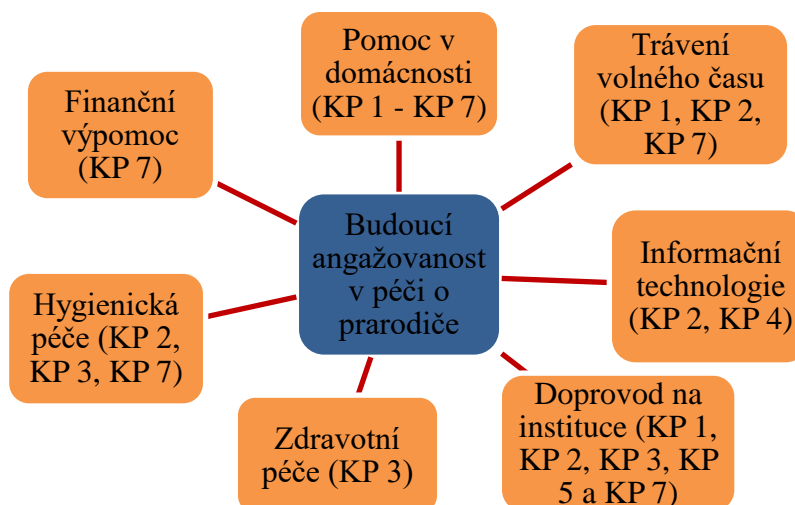 Pomoc v
domácnosti
(KP 1 - KP 7)
Trávení
volného času
(KP 1, KP 2,
KP 7)
Finanční
výpomoc
(KP 7)
Budoucí
angažovanost
v péči o
prarodiče
Informační
technologie
(KP 2, KP 4)
Hygienická
péče (KP 2,
KP 3, KP 7)
Doprovod na
instituce (KP 1,
KP 2, KP 3, KP
5 a KP 7)
Zdravotní
péče (KP 3)